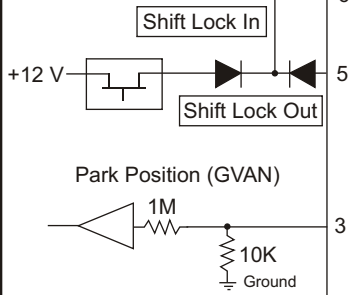 Shift Lock In
+12 V
5
Shift Lock Out
Park Position (GVAN)
1M
3
10K
Ground